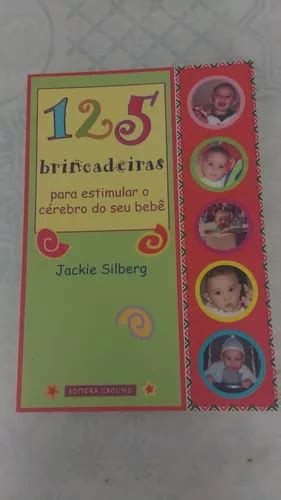 125
brincadeiras
para estimular o
cérebro do seu bebê
Jackie Silberg
EDITORA GROUND